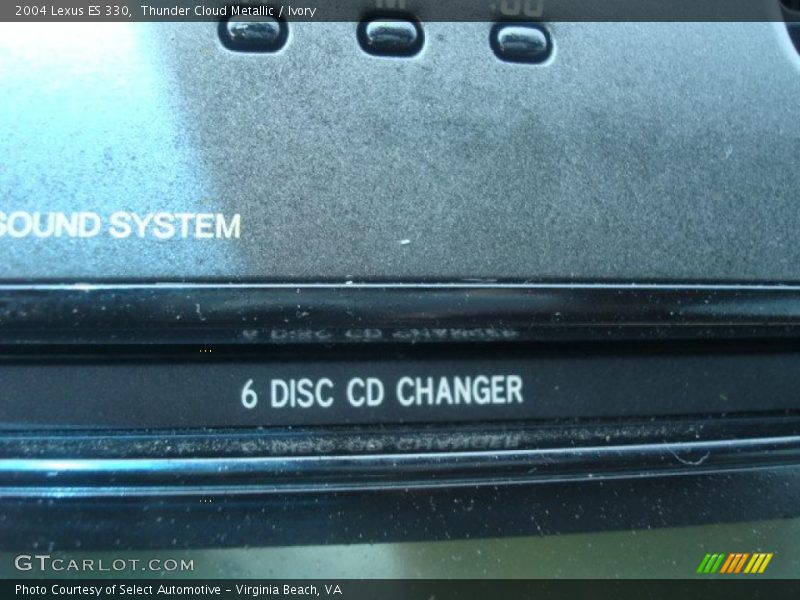 2004 Lexus ES 330,  Thunder Cloud Metallic / Ivory
SOUND SYSTEM
6 DISC CD CHANGER
GTCARLOT.COM
Photo Courtesy of Select Automotive - Virginia Beach, VA